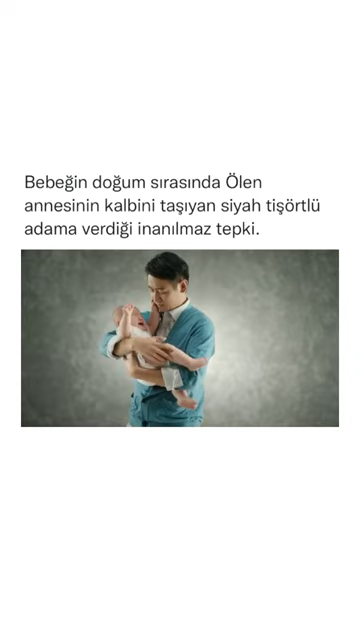 Bebeğin doğum sırasında Ölen
annesinin kalbini taşıyan siyah tişörtlü
adama verdiği inanılmaz tepki.